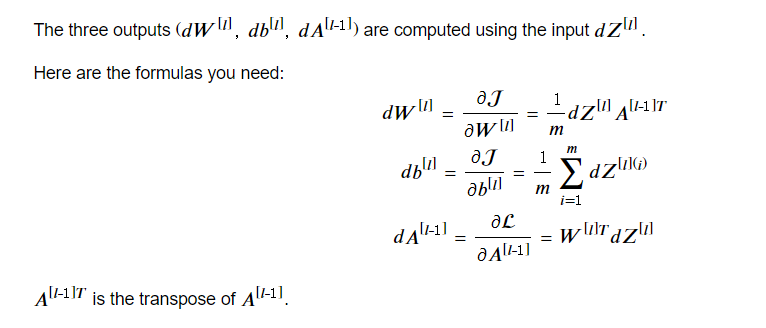 The three outputs (dW^[l], db^[l], dA^[l-1]) are computed using the input dZ^[l].
Here are the formulas you need:
dW^[l] = ∂𝒥/∂W^[l] = 1/m dZ^[l] A^[l-1]T
db^[l] = ∂𝒥/∂b^[l] = 1/m ∑_{i=1}^{m} dZ^[l](i)
dA^[l-1] = ∂ℒ/∂A^[l-1] = W^[l]T dZ^[l]
A^[l-1]T is the transpose of A^[l-1].